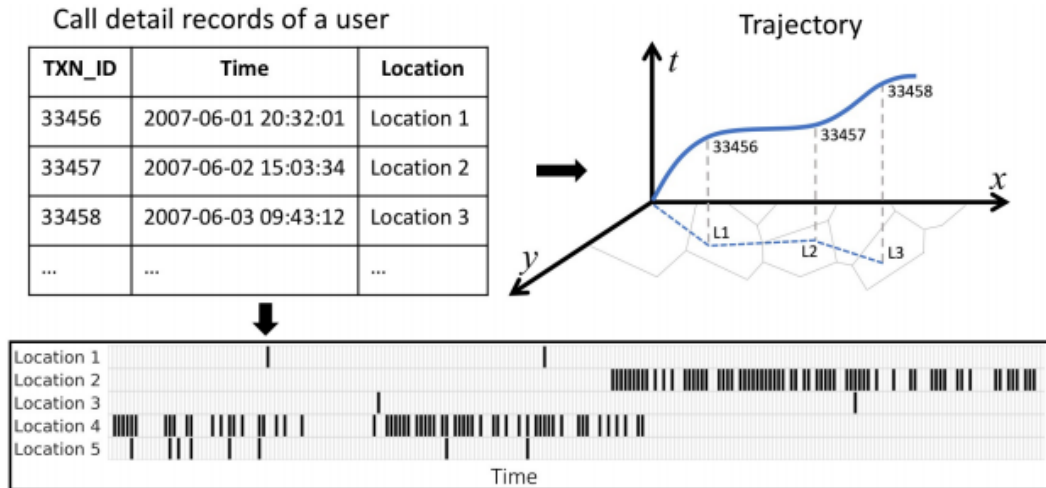 Call detail records of a user
TXN_ID Time Location
33456 2007-06-01 20:32:01 Location 1
33457 2007-06-02 15:03:34 Location 2
33458 2007-06-03 09:43:12 Location 3
... ... ...
Trajectory
t
33458
33456
33457
x
L1
L2
L3
y
Location 1
Location 2
Location 3
Location 4
Location 5
Time